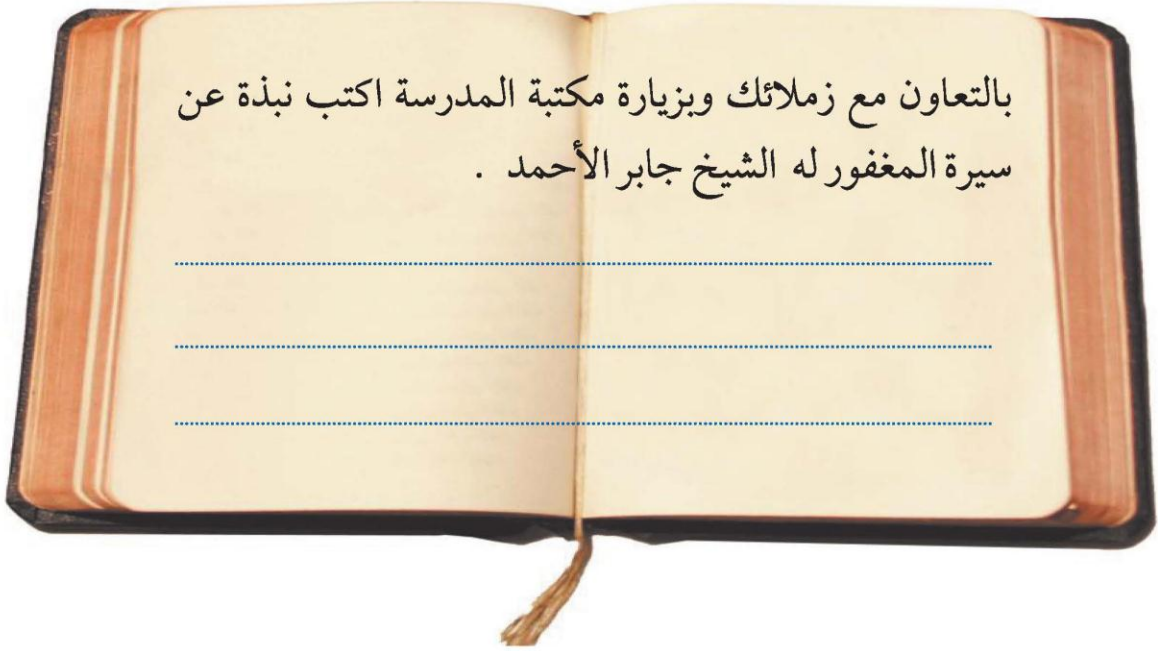 بالتعاون مع زملائك وبزيارة مكتبة المدرسة اكتب نبذة عن
سيرة المغفور له الشيخ جابر الأحمد .